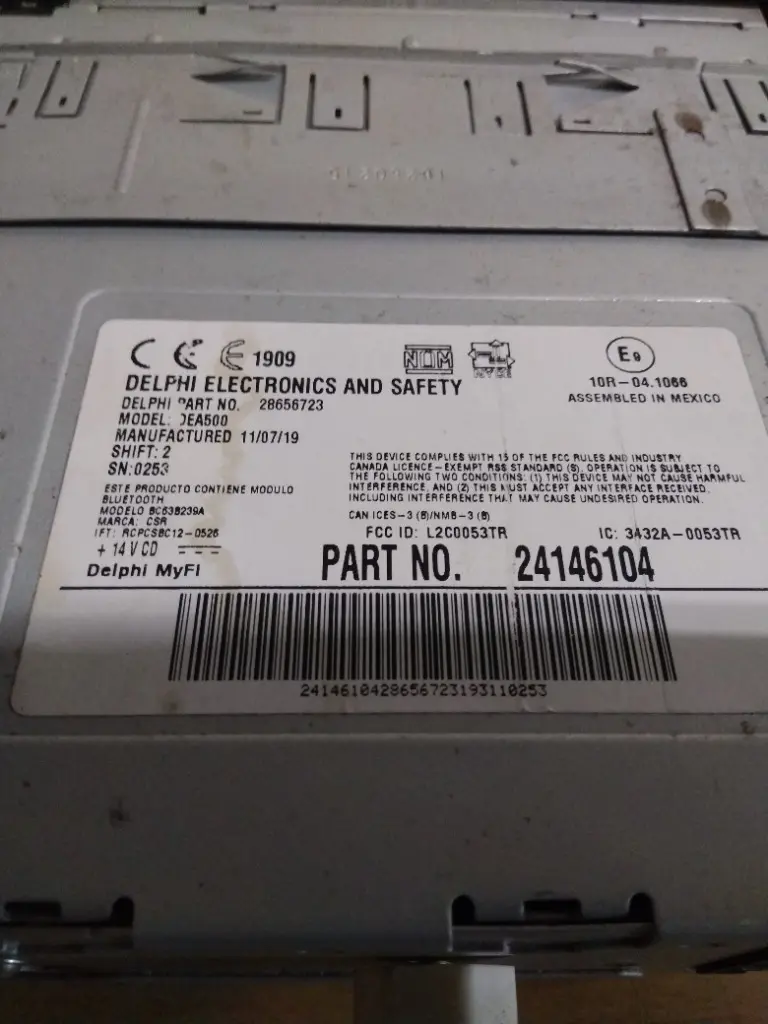 CE CE 1909
NOM
NYCE
E9
10R-04.1066
ASSEMBLED IN MEXICO
DELPHI ELECTRONICS AND SAFETY
DELPHI PART NO. 28656723
MODEL: DEA500
MANUFACTURED 11/07/19
SHIFT: 2
SN:0253
ESTE PRODUCTO CONTIENE MODULO
BLUETOOTH
MODELO BC63B239A
MARCA: CSR
IFT: RCPCSBC12-0526
+ 14 V CD
Delphi MyFI
THIS DEVICE COMPLIES WITH 15 OF THE FCC RULES AND INDUSTRY
CANADA LICENCE-EXEMPT RSS STANDARD (S). OPERATION IS SUBJECT TO
THE FOLLOWING TWO CONDITIONS: (1) THIS DEVICE MAY NOT CAUSE HARMFUL
INTERFERENCE, AND (2) THIS MUST ACCEPT ANY INTERFACE RECEIVED,
INCLUDING INTERFERENCE THAT MAY CAUSE UNDESIRED OPERATION.
CAN ICES-3 (B)/NMB-3 (B)
FCC ID: L2C0053TR IC: 3432A-0053TR
PART NO. 24146104
2414610428656723193110253